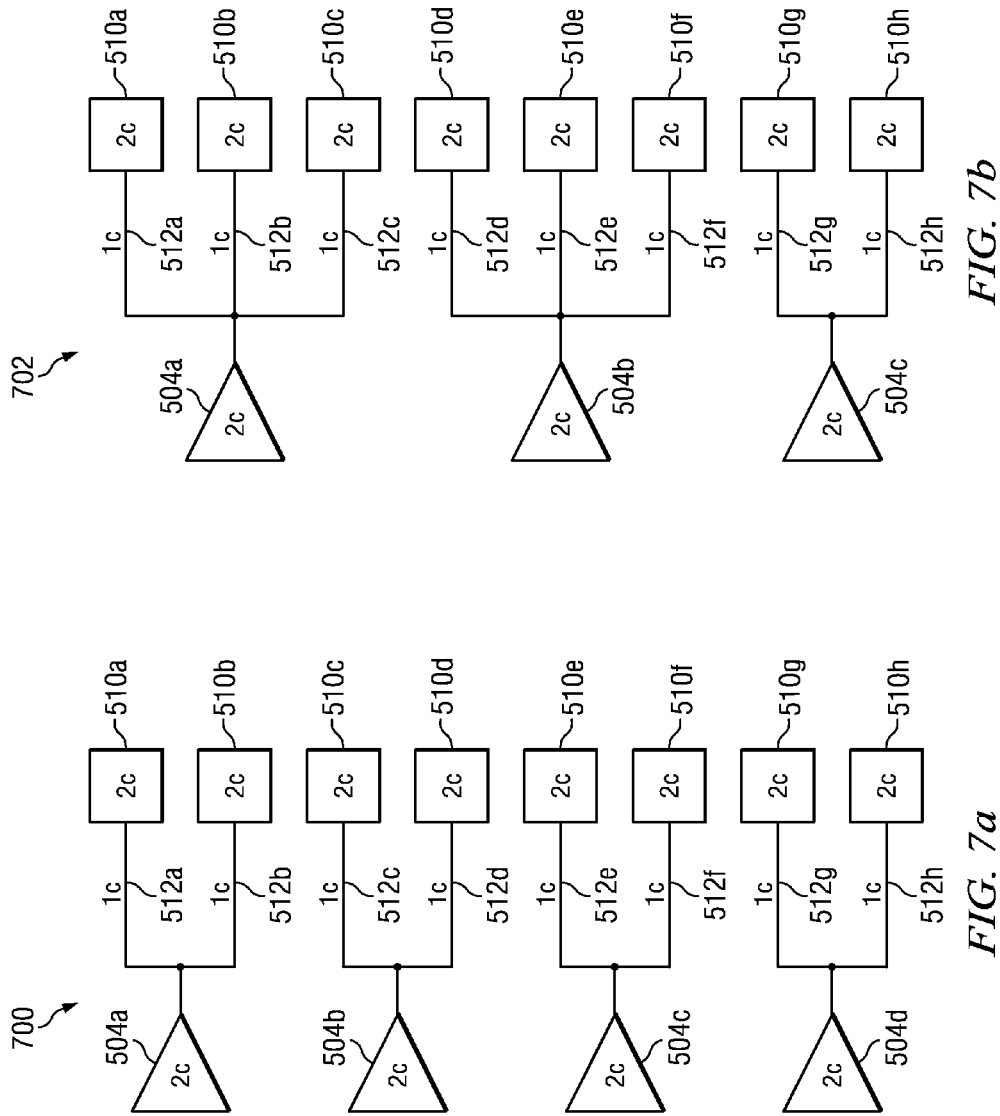 700
504a
2c
1c
512a
2c
510a
1c
512b
2c
510b
504b
2c
1c
512c
2c
510c
1c
512d
2c
510d
504c
2c
1c
512e
2c
510e
1c
512f
2c
510f
504d
2c
1c
512g
2c
510g
1c
512h
2c
510h
FIG. 7a
702
504a
2c
1c
512a
2c
510a
1c
512b
2c
510b
1c
512c
2c
510c
504b
2c
1c
512d
2c
510d
1c
512e
2c
510e
1c
512f
2c
510f
504c
2c
1c
512g
2c
510g
1c
512h
2c
510h
FIG. 7b